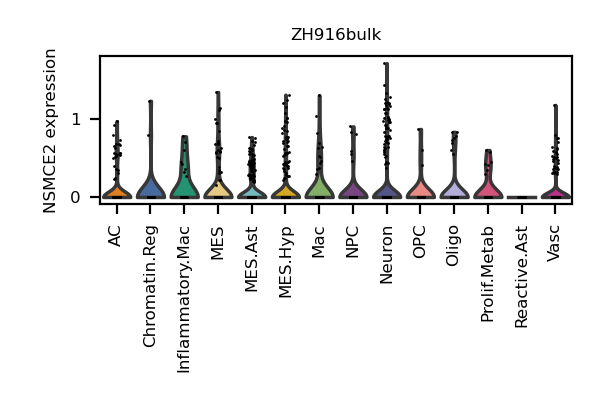 ZH916bulk
NSMCE2 expression
1
0
AC
Chromatin.Reg
Inflammatory.Mac
MES
MES.Ast
MES.Hyp
Mac
NPC
Neuron
OPC
Oligo
Prolif.Metab
Reactive.Ast
Vasc